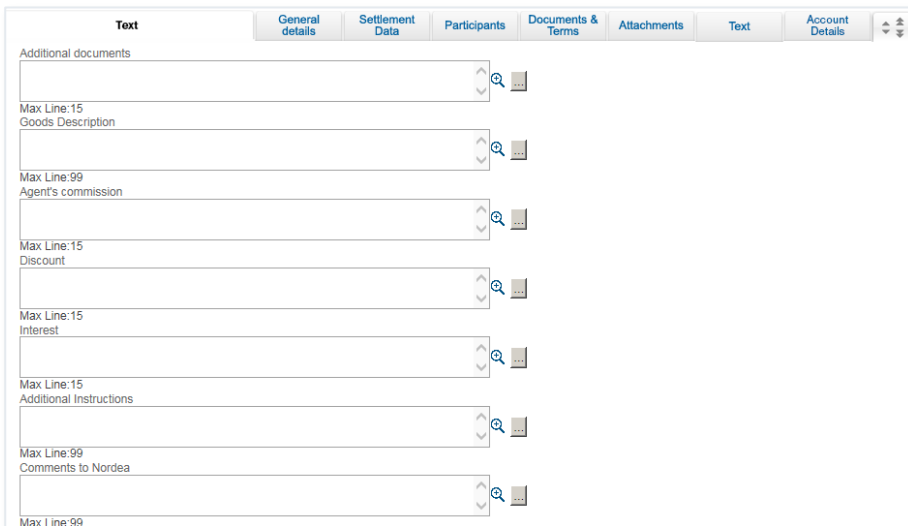 Text
General
details
Settlement
Data
Participants
Documents &
Terms
Attachments
Text
Account
Details
Additional documents
...
Max Line:15
Goods Description
...
Max Line:99
Agent's commission
...
Max Line:15
Discount
...
Max Line:15
Interest
...
Max Line:15
Additional Instructions
...
Max Line:99
Comments to Nordea
...
Max Line:99